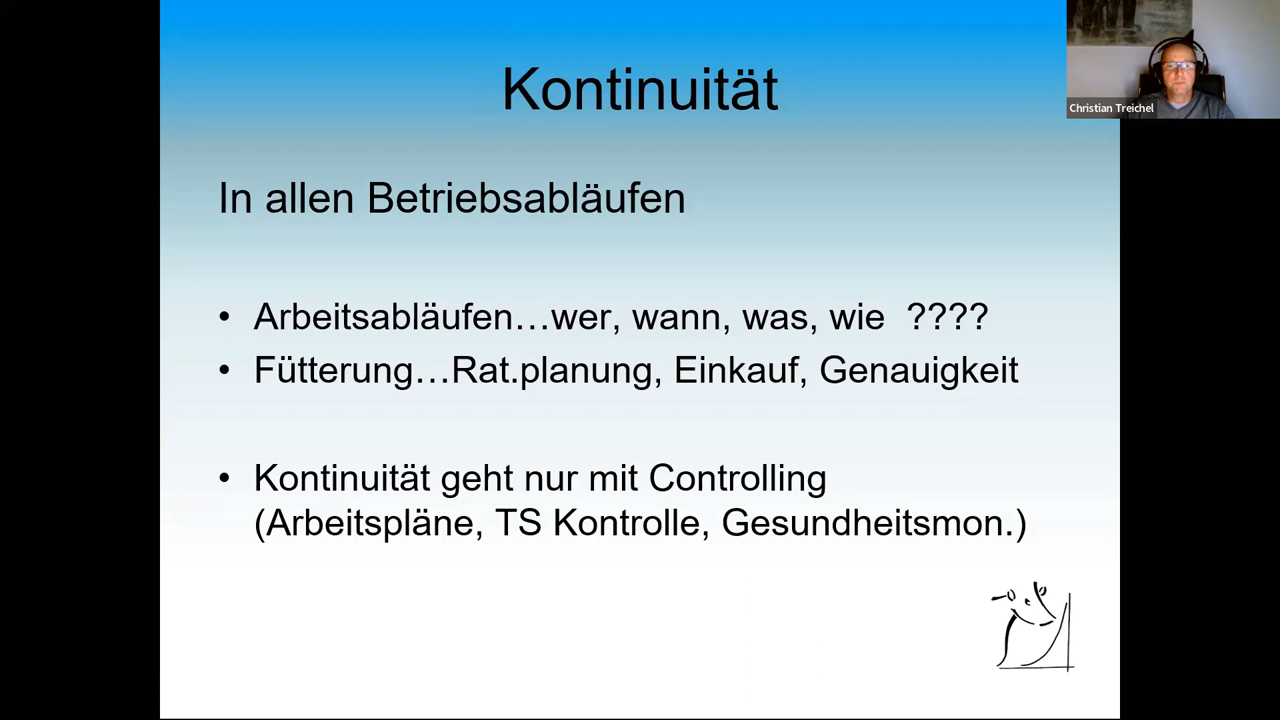 Kontinuität
Christian Treichel
In allen Betriebsabläufen
• Arbeitsabläufen…wer, wann, was, wie  ????
• Fütterung…Rat.planung, Einkauf, Genauigkeit
• Kontinuität geht nur mit Controlling
(Arbeitspläne, TS Kontrolle, Gesundheitsmon.)